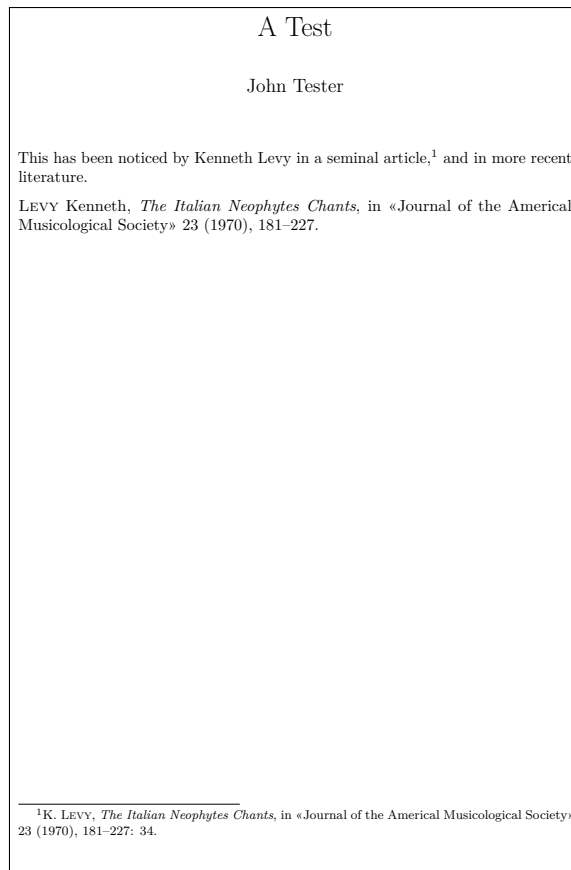 A Test
John Tester
This has been noticed by Kenneth Levy in a seminal article,¹ and in more recent
literature.
LEVY Kenneth, The Italian Neophytes Chants, in «Journal of the Americal
Musicological Society» 23 (1970), 181–227.
¹K. LEVY, The Italian Neophytes Chants, in «Journal of the Americal Musicological Society»
23 (1970), 181–227: 34.